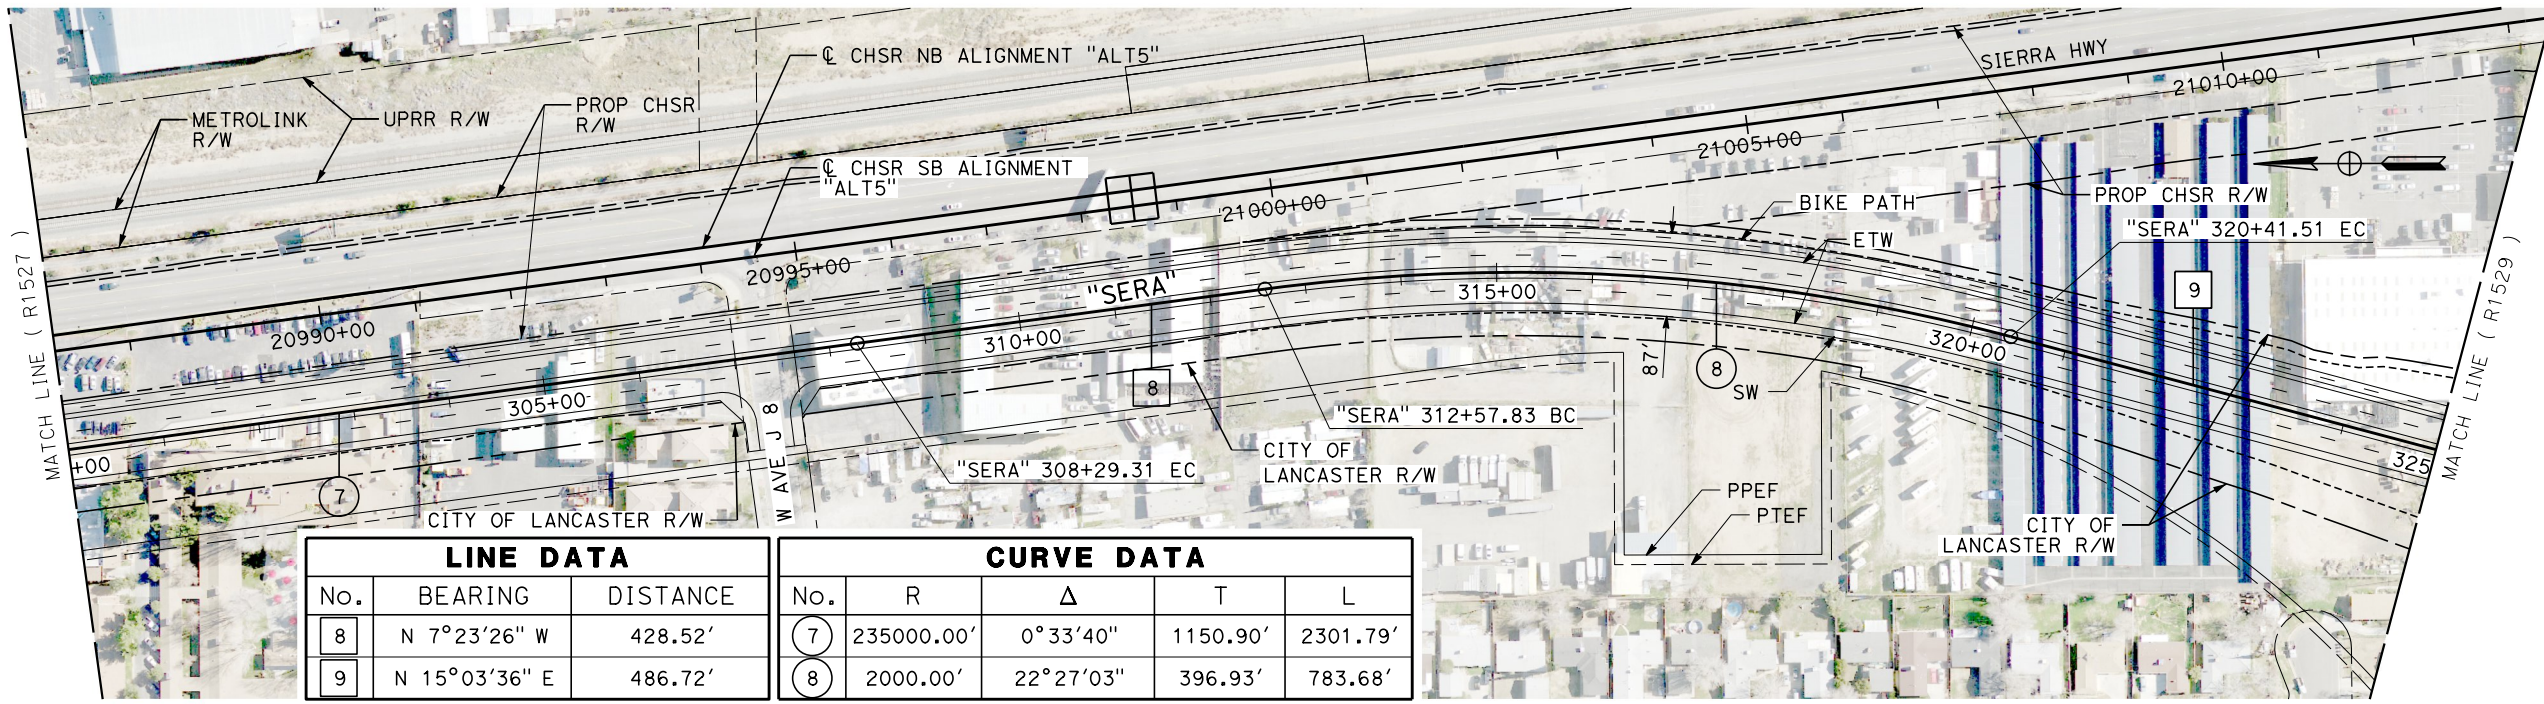 ℄ CHSR NB ALIGNMENT "ALT5"
SIERRA HWY
21010+00
METROLINK
R/W
UPRR R/W
PROP CHSR
R/W
℄ CHSR SB ALIGNMENT
"ALT5"
21005+00
21000+00
BIKE PATH
PROP CHSR R/W
ETW
"SERA" 320+41.51 EC
20995+00
"SERA"
315+00
9
20990+00
310+00
320+00
87'
8
8
SW
305+00
"SERA" 312+57.83 BC
W AVE J 8
CITY OF
LANCASTER R/W
"SERA" 308+29.31 EC
+00
325
7
PPEF
PTEF
CITY OF LANCASTER R/W
CITY OF
LANCASTER R/W
MATCH LINE ( R1527 )
MATCH LINE ( R1529 )
LINE DATA
No. BEARING DISTANCE
8 N 7°23'26" W 428.52'
9 N 15°03'36" E 486.72'
CURVE DATA
No. R Δ T L
7 235000.00' 0°33'40" 1150.90' 2301.79'
8 2000.00' 22°27'03" 396.93' 783.68'